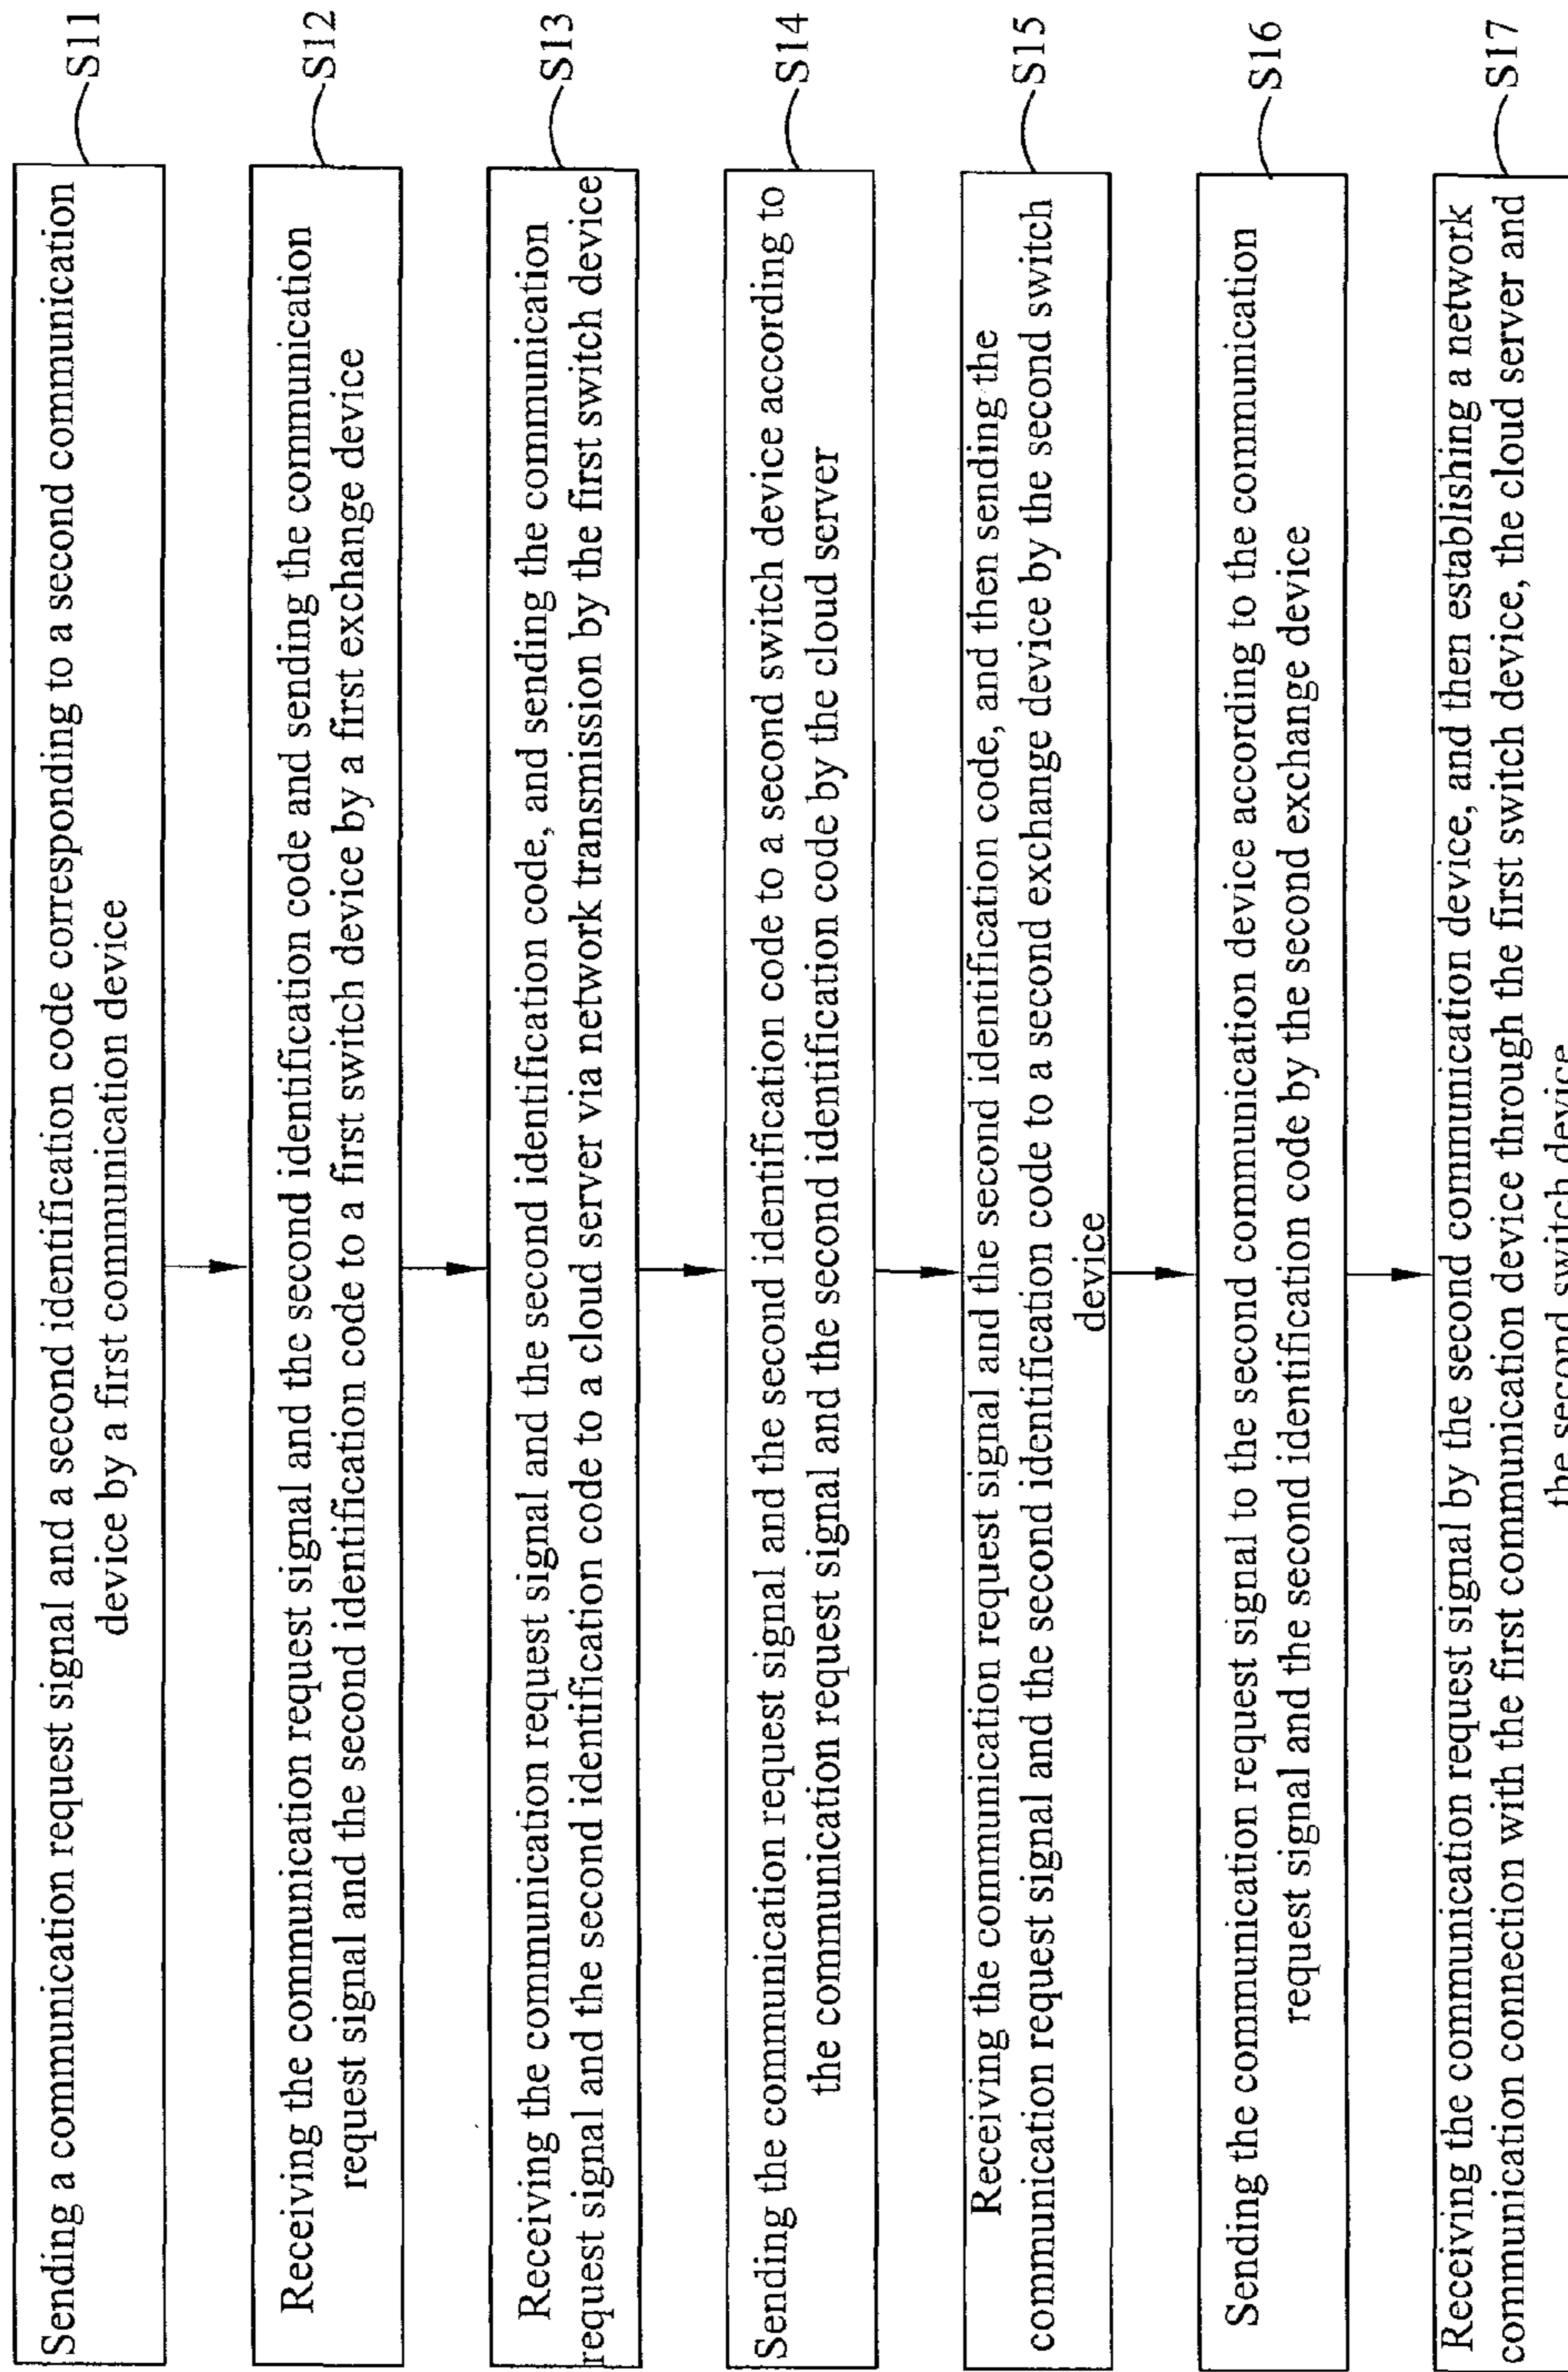 Sending a communication request signal and a second identification code corresponding to a second communication
device by a first communication device
S11
Receiving the communication request signal and the second identification code and sending the communication
request signal and the second identification code to a first switch device by a first exchange device
S12
Receiving the communication request signal and the second identification code, and sending the communication
request signal and the second identification code to a cloud server via network transmission by the first switch device
S13
Sending the communication request signal and the second identification code to a second switch device according to
the communication request signal and the second identification code by the cloud server
S14
Receiving the communication request signal and the second identification code, and then sending the
communication request signal and the second identification code to a second exchange device by the second switch
device
S15
Sending the communication request signal to the second communication device according to the communication
request signal and the second identification code by the second exchange device
S16
Receiving the communication request signal by the second communication device, and then establishing a network
communication connection with the first communication device through the first switch device, the cloud server and
the second switch device
S17